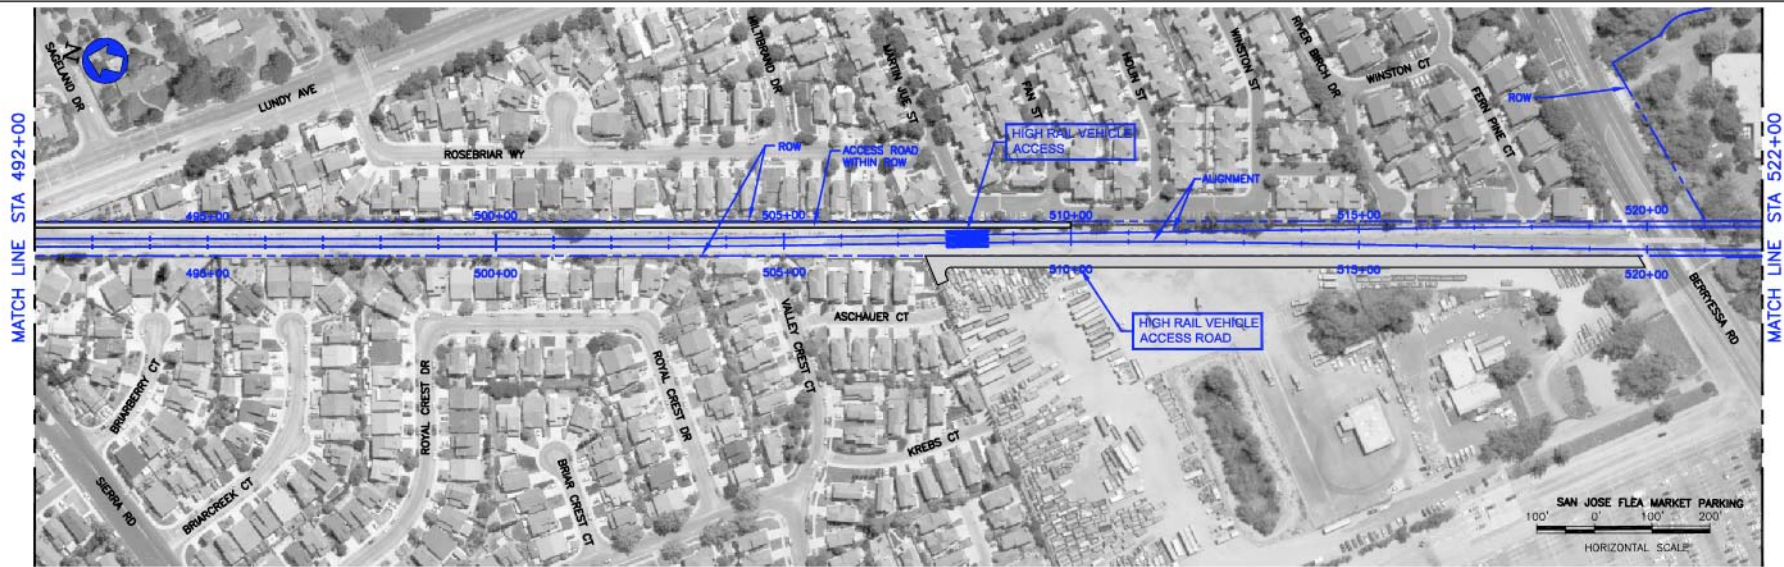 MATCH LINE STA 492+00
N
SAGELAND DR
LUNDY AVE
ROSEBRIAR WY
HILTIBRAND DR
MARTIN JUE ST
FAN ST
HOLIN ST
WINSTON ST
RIVER BIRCH DR
WINSTON CT
FERN PINE CT
ROW
HIGH RAIL VEHICLE
ACCESS
ROW
ACCESS ROAD
WITHIN ROW
ALIGNMENT
495+00
500+00
505+00
510+00
515+00
520+00
495+00
500+00
505+00
510+00
515+00
520+00
HIGH RAIL VEHICLE
ACCESS ROAD
BERRYESSA RD
ASCHAUER CT
VALLEY CREST CT
ROYAL CREST DR
ROYAL CREST DR
BRIARBERRY CT
KREBS CT
BRIAR CREST CT
BRIARCREEK CT
SIERRA RD
SAN JOSE FLEA MARKET PARKING
100' 0' 100' 200'
HORIZONTAL SCALE
MATCH LINE STA 522+00